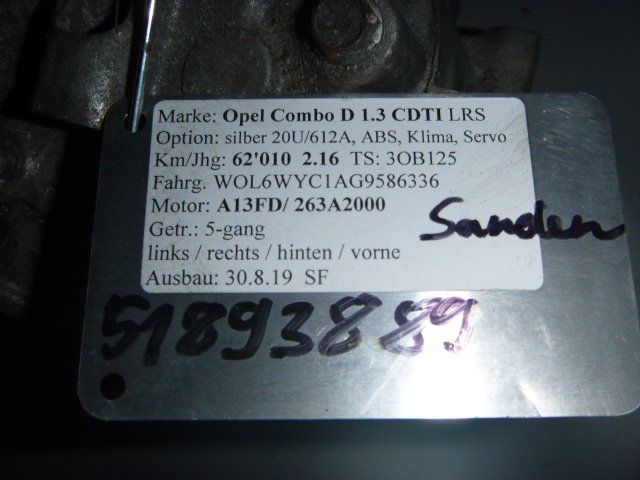 Marke: Opel Combo D 1.3 CDTI LRS
Option: silber 20U/612A, ABS, Klima, Servo
Km/Jhg: 62'010 2.16 TS: 3OB125
Fahrg. WOL6WYC1AG9586336
Motor: A13FD/ 263A2000
Getr.: 5-gang
Sanden
links / rechts / hinten / vorne
Ausbau: 30.8.19 SF
51893889